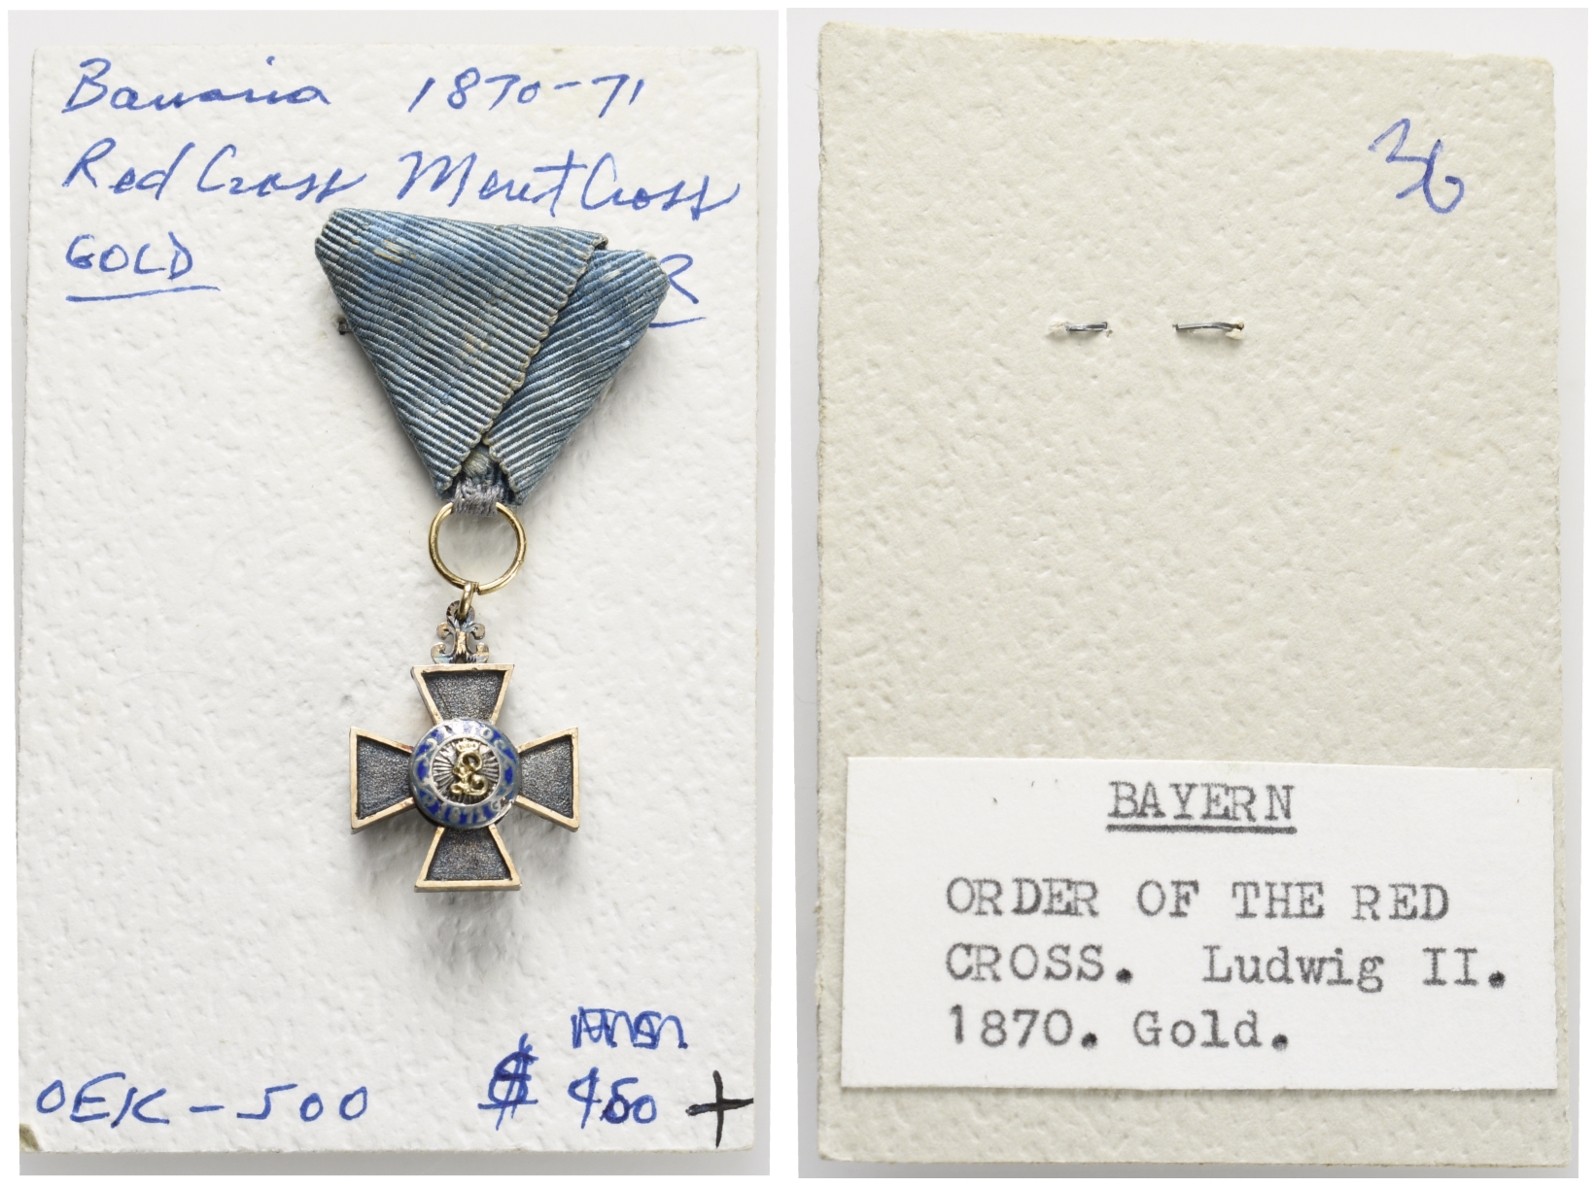 Bavaria 1870-71
Red Cross Merit Cross
GOLD R
OEK-500 $ 450 +
36
BAYERN
ORDER OF THE RED
CROSS. Ludwig II.
1870. Gold.